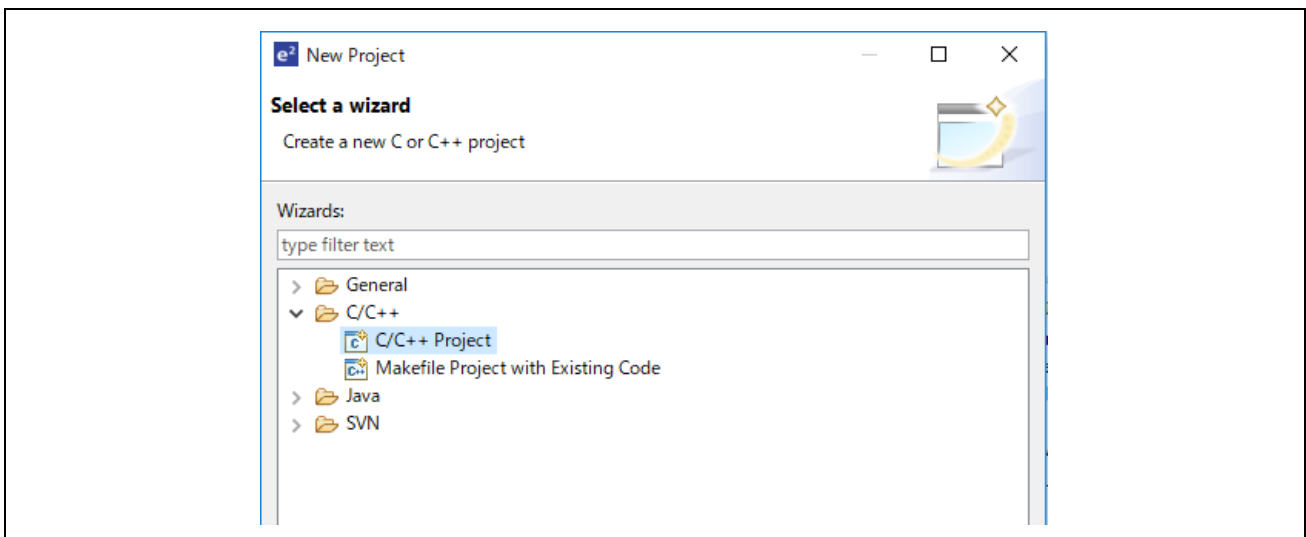 e² New Project
Select a wizard
Create a new C or C++ project
Wizards:
type filter text
General
C/C++
C/C++ Project
Makefile Project with Existing Code
Java
SVN